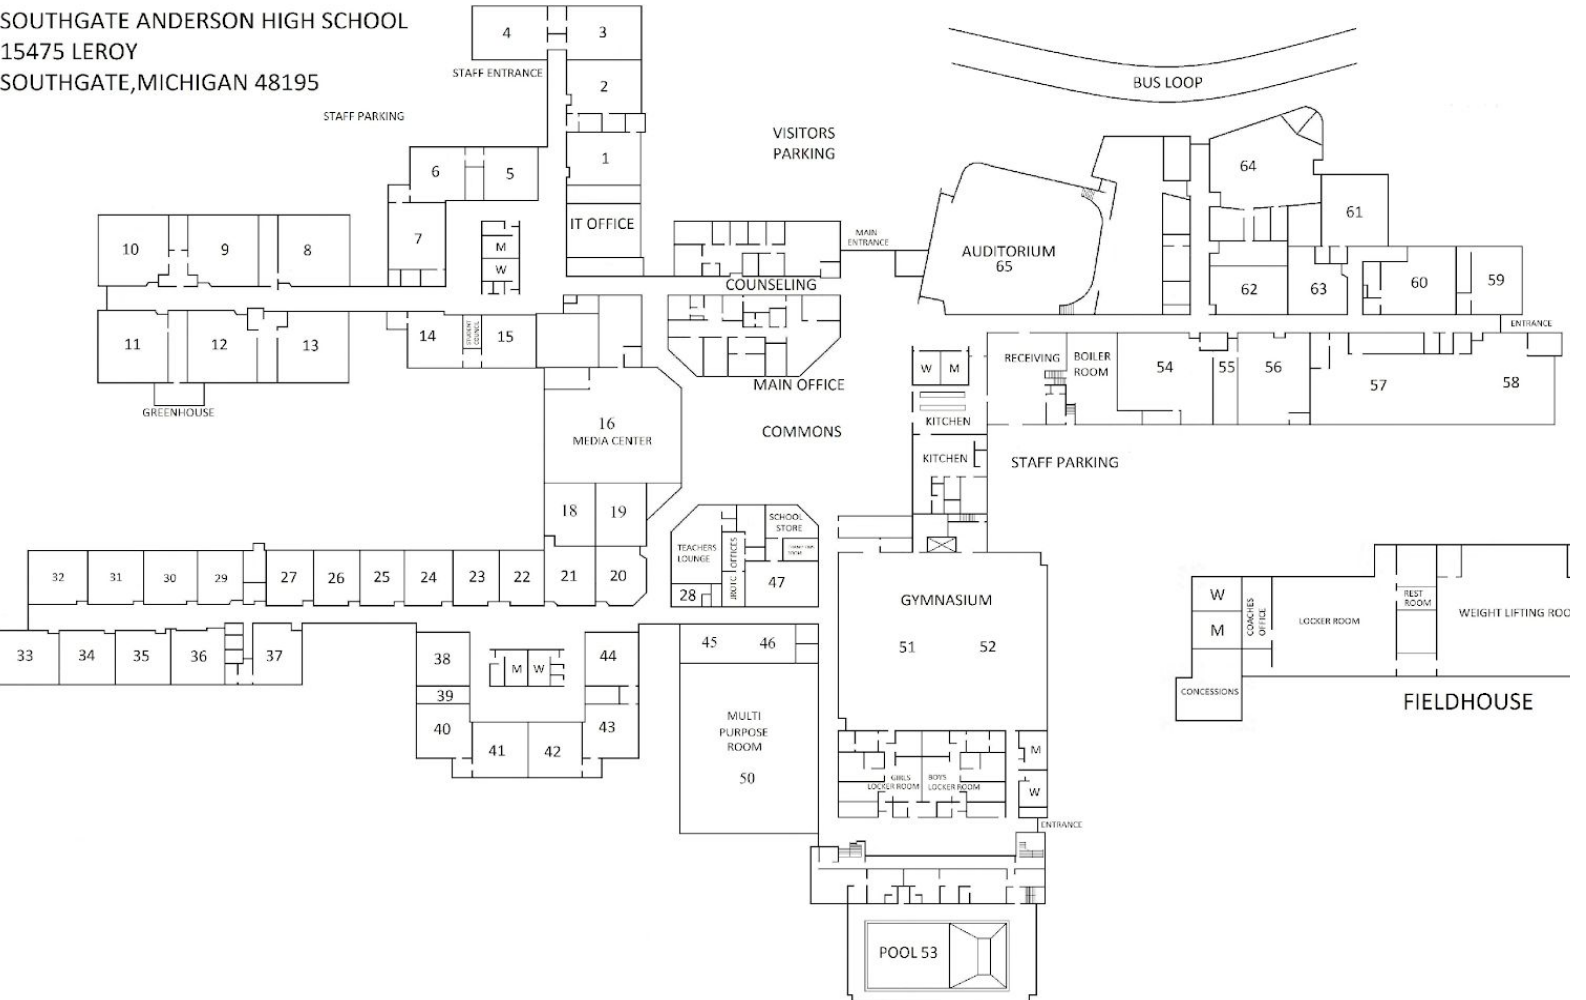 SOUTHGATE ANDERSON HIGH SCHOOL
15475 LEROY
SOUTHGATE,MICHIGAN 48195
4
3
STAFF ENTRANCE
2
STAFF PARKING
1
VISITORS
PARKING
BUS LOOP
6
5
64
61
IT OFFICE
7
M
W
10
9
8
MAIN
ENTRANCE
AUDITORIUM
65
COUNSELING
62
63
60
59
ENTRANCE
11
12
13
14
STUDENT
COUNCIL
15
MAIN OFFICE
W
M
RECEIVING
BOILER
ROOM
54
55
56
57
58
GREENHOUSE
16
MEDIA CENTER
COMMONS
KITCHEN
KITCHEN
STAFF PARKING
18
19
SCHOOL
STORE
TEACHERS
LOUNGE
JROTC OFFICES
47
28
32
31
30
29
27
26
25
24
23
22
21
20
GYMNASIUM
51
52
W
M
COACHES
OFFICE
LOCKER ROOM
REST
ROOM
WEIGHT LIFTING ROO
CONCESSIONS
FIELDHOUSE
33
34
35
36
37
38
39
40
M
W
44
43
41
42
45
46
MULTI
PURPOSE
ROOM
50
GIRLS
LOCKER ROOM
BOYS
LOCKER ROOM
M
W
ENTRANCE
POOL 53